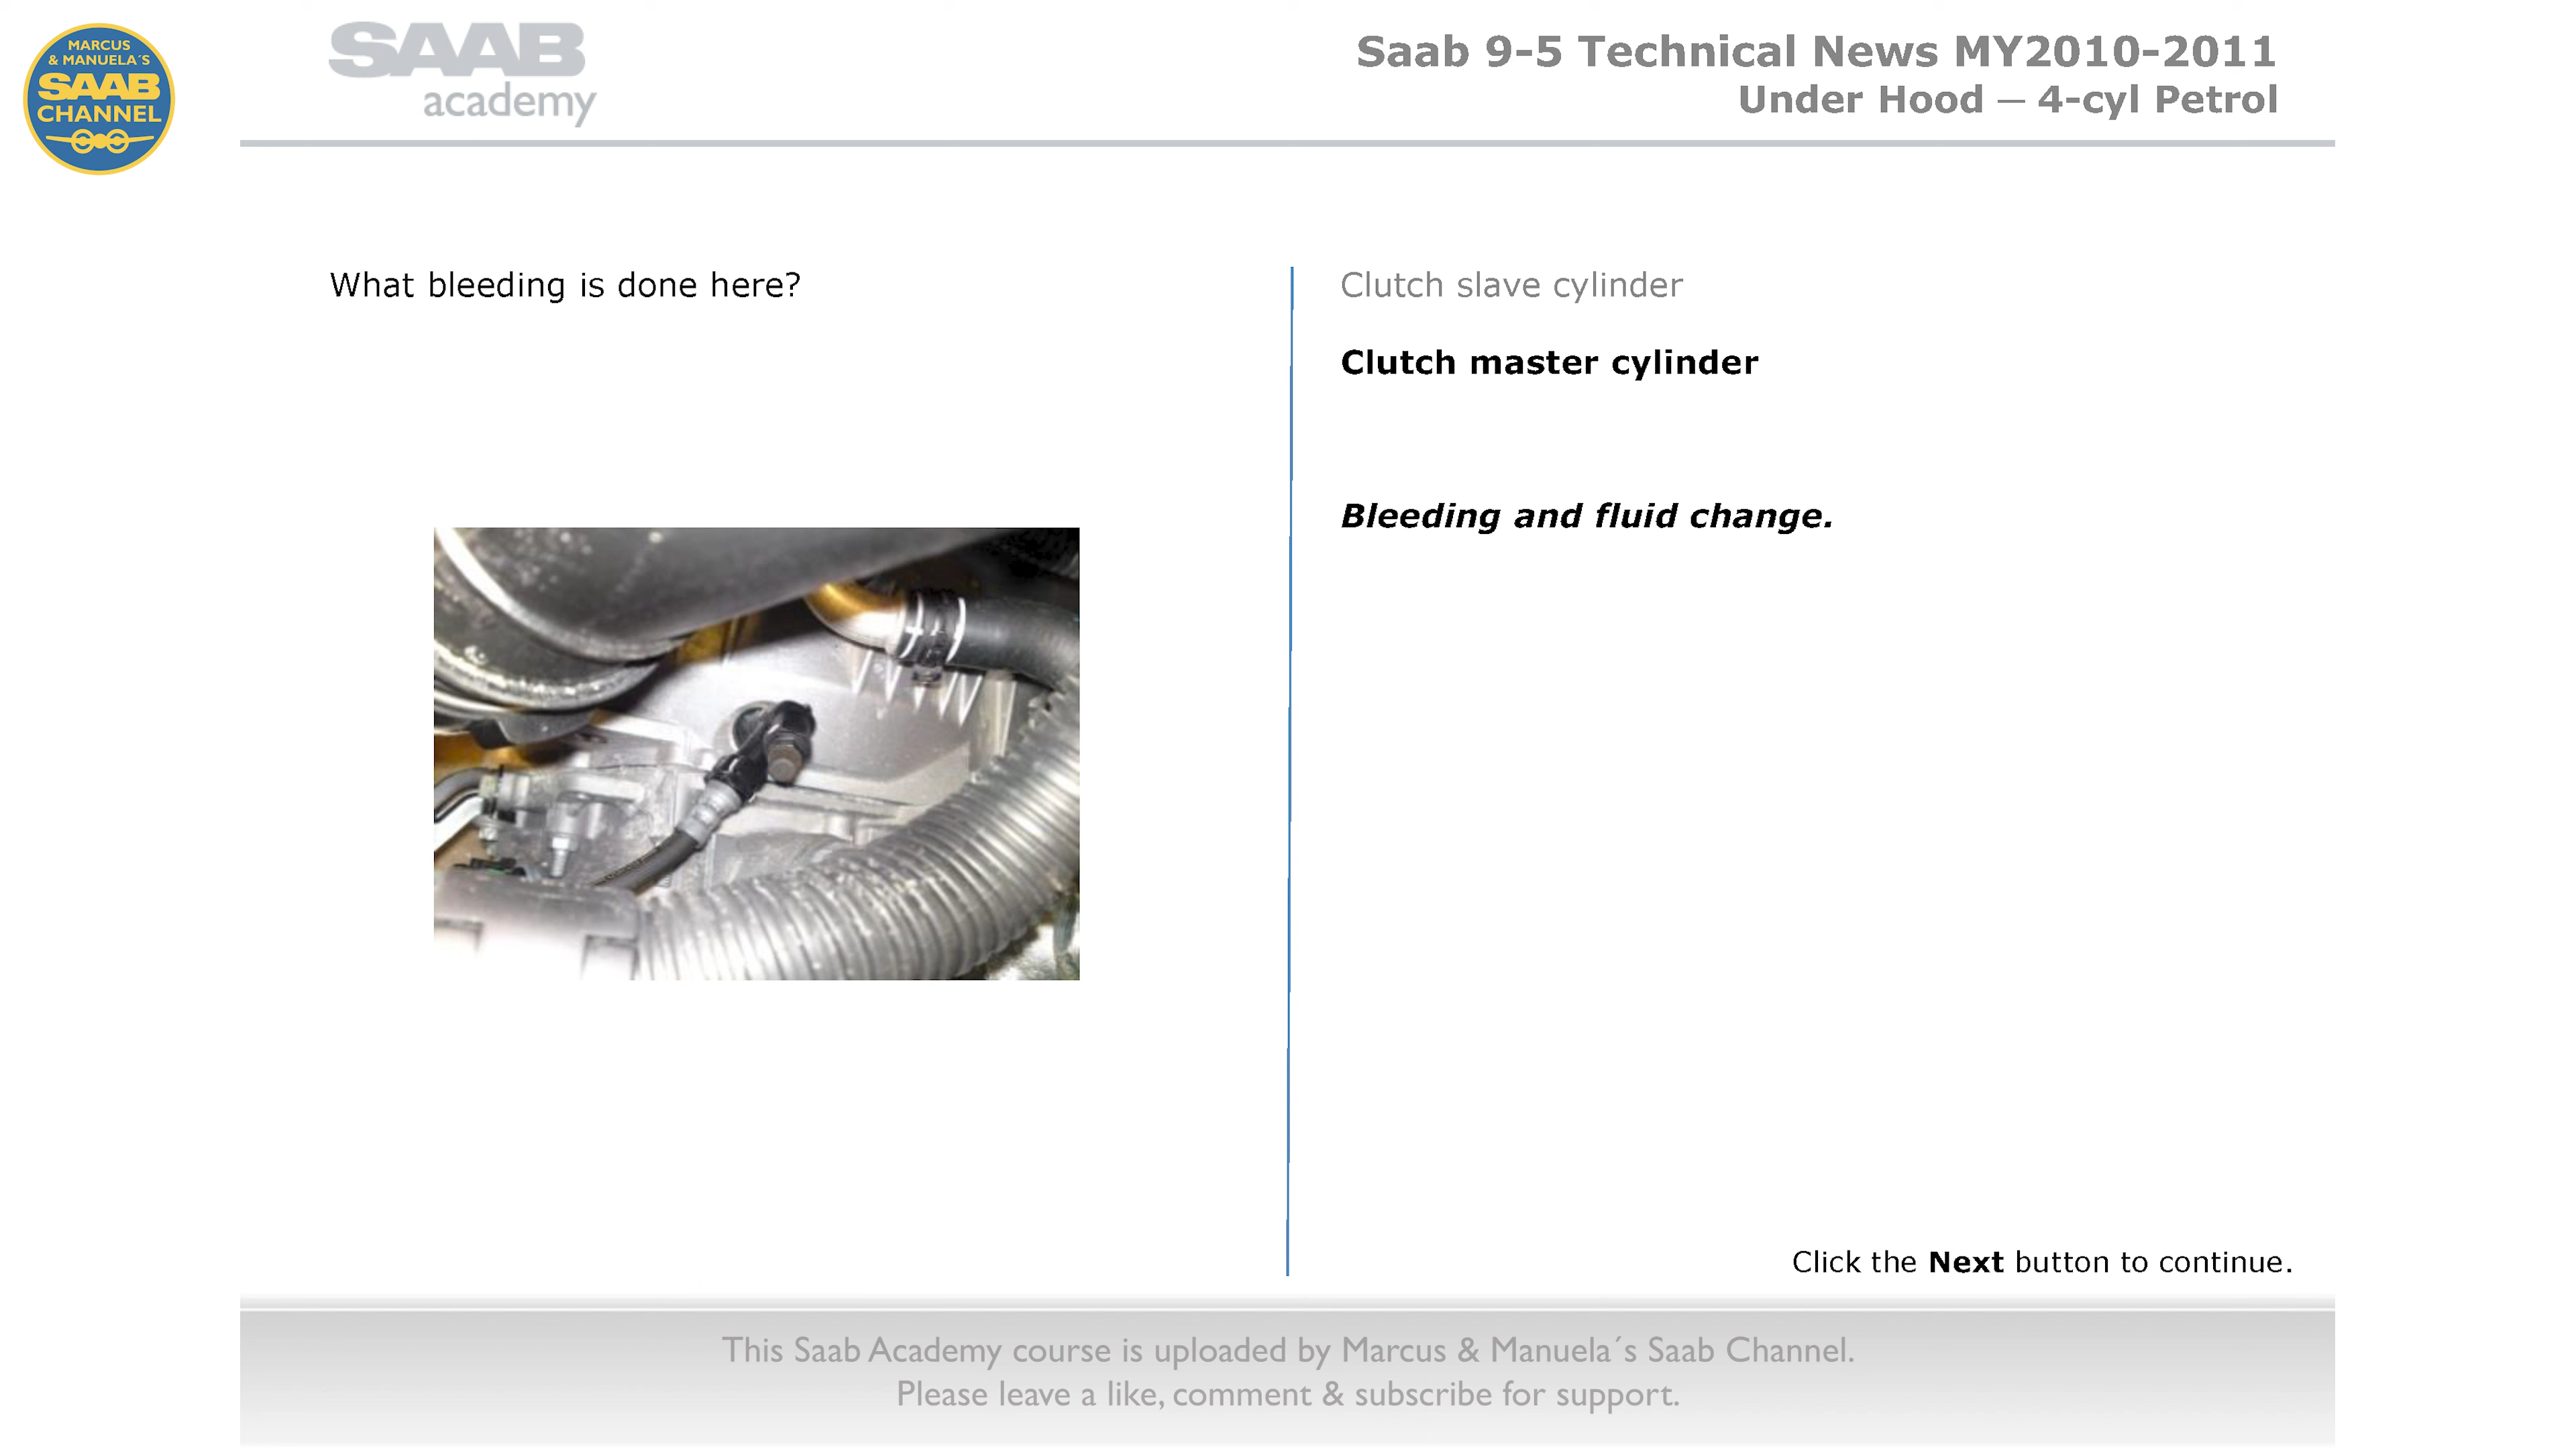 MARCUS
& MANUELA´S
SAAB
CHANNEL
SAAB
academy
Saab 9-5 Technical News MY2010-2011
Under Hood — 4-cyl Petrol
What bleeding is done here?
Clutch slave cylinder
Clutch master cylinder
Bleeding and fluid change.
Click the Next button to continue.
This Saab Academy course is uploaded by Marcus & Manuela´s Saab Channel.
Please leave a like, comment & subscribe for support.